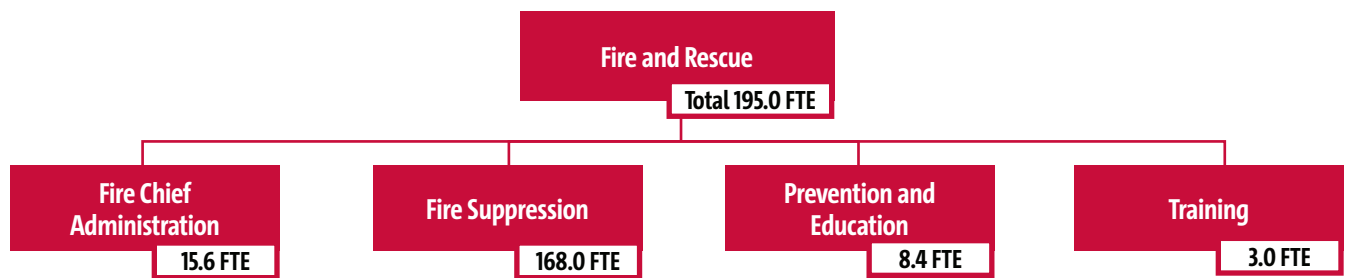 Fire and Rescue
Total 195.0 FTE
Fire Chief
Administration
15.6 FTE
Fire Suppression
168.0 FTE
Prevention and
Education
8.4 FTE
Training
3.0 FTE